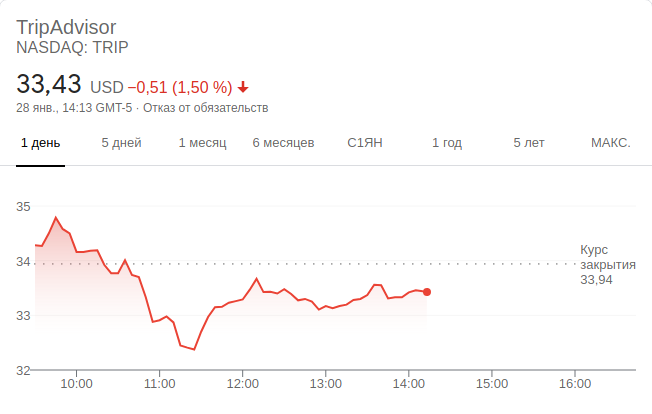 TripAdvisor
NASDAQ: TRIP
33,43 USD −0,51 (1,50 %)
28 янв., 14:13 GMT-5 · Отказ от обязательств
1 день 5 дней 1 месяц 6 месяцев С1ЯН 1 год 5 лет МАКС.
35
34
33
32
Курс
закрытия
33,94
10:00 11:00 12:00 13:00 14:00 15:00 16:00